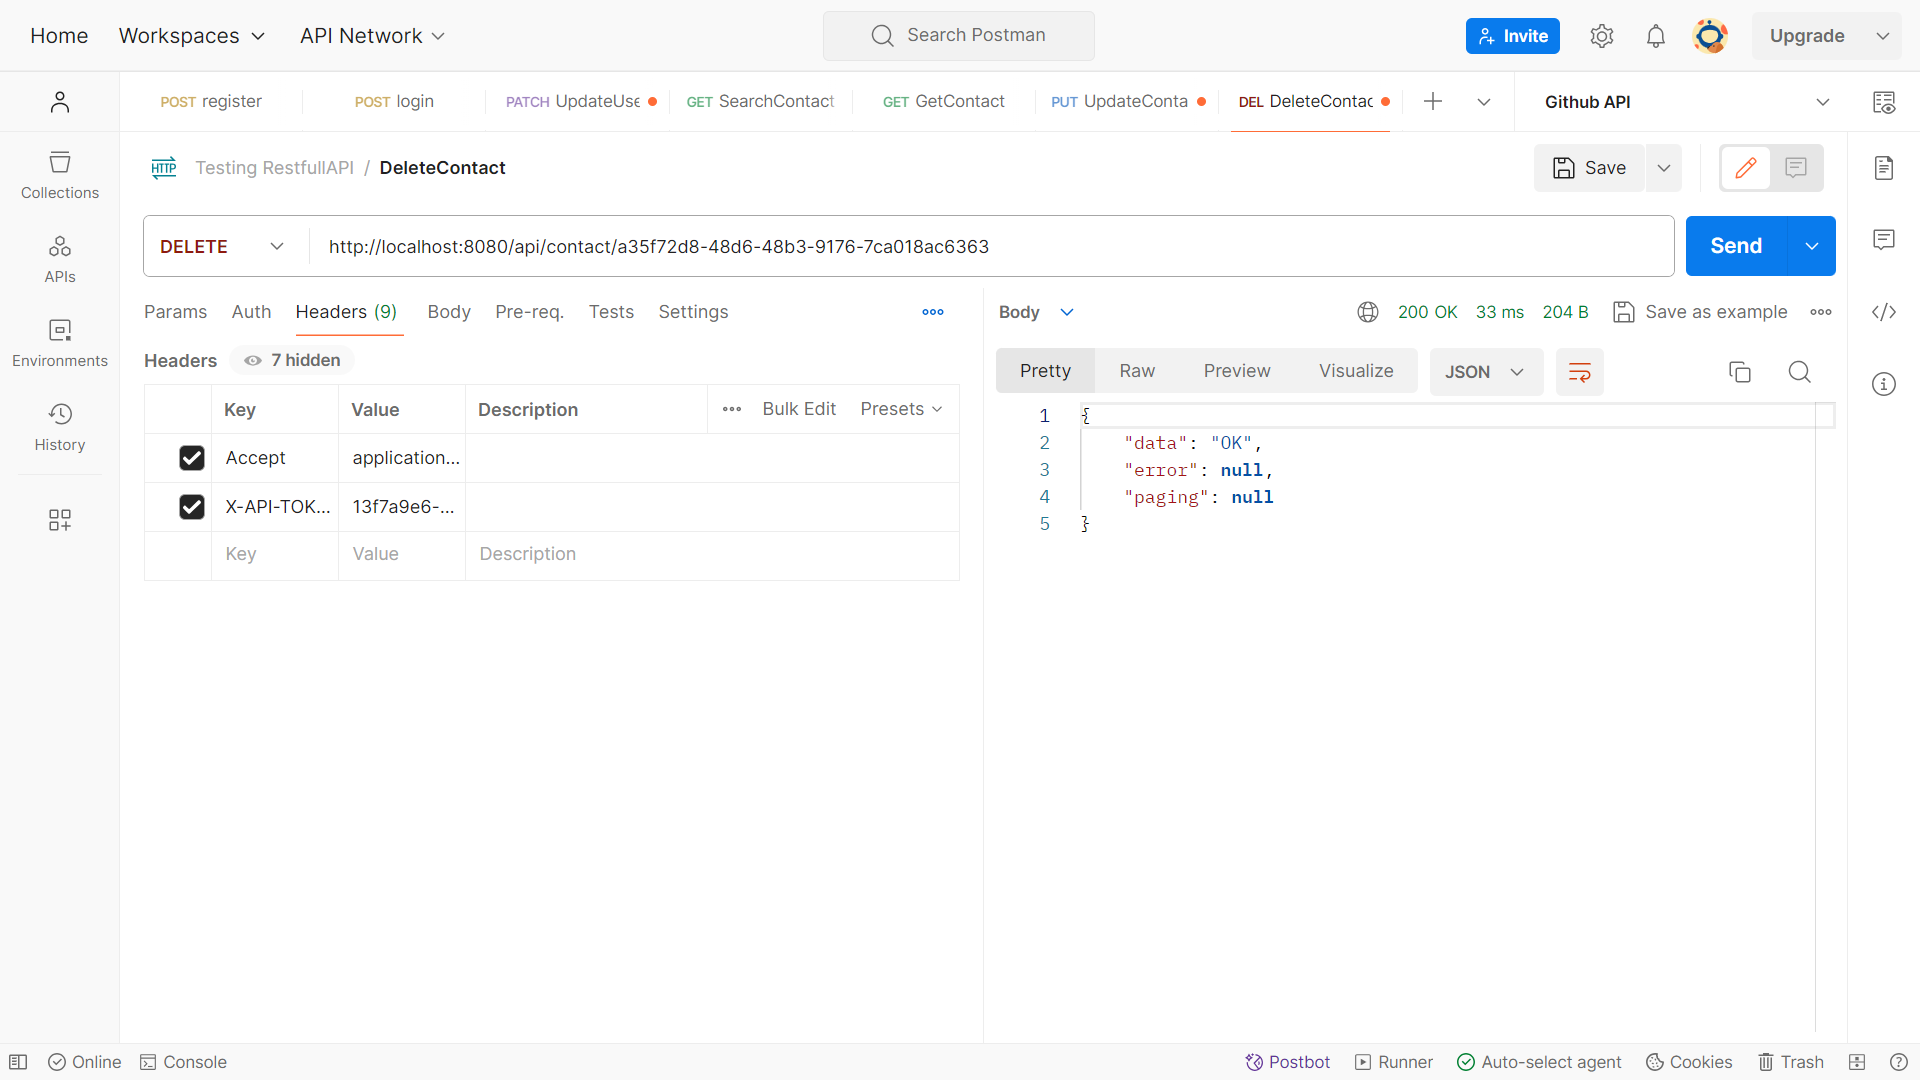 Home
Workspaces
API Network
Search Postman
Invite
Upgrade
POST register
POST login
PATCH UpdateUse
GET SearchContact
GET GetContact
PUT UpdateConta
DEL DeleteContac
Github API
Collections
APIs
Environments
History
HTTP
Testing RestfullAPI / DeleteContact
Save
DELETE
http://localhost:8080/api/contact/a35f72d8-48d6-48b3-9176-7ca018ac6363
Send
Params
Auth
Headers (9)
Body
Pre-req.
Tests
Settings
Headers
7 hidden
Key
Value
Description
Bulk Edit
Presets
Accept
application...
X-API-TOK...
13f7a9e6-...
Key
Value
Description
Body
200 OK
33 ms
204 B
Save as example
Pretty
Raw
Preview
Visualize
JSON
1 {
2 "data": "OK",
3 "error": null,
4 "paging": null
5 }
Online
Console
Postbot
Runner
Auto-select agent
Cookies
Trash